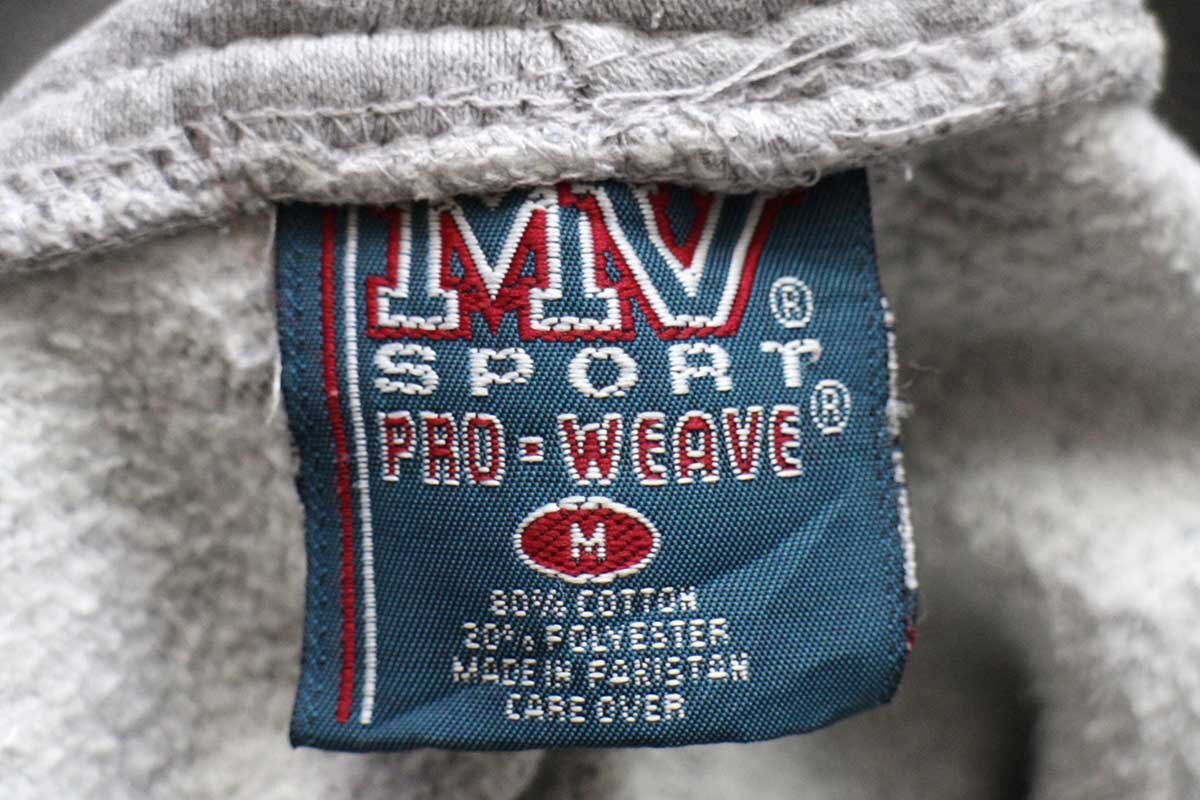 MV ®
SPORT
PRO-WEAVE ®
M
80% COTTON
20% POLYESTER
MADE IN PAKISTAN
CARE OVER